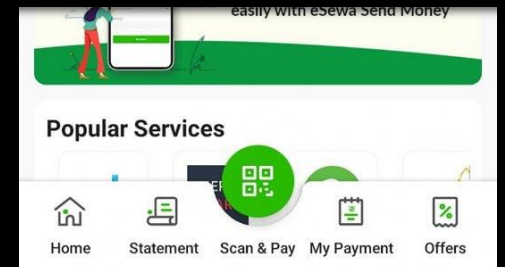 easily with eSewa Send Money
Popular Services
Home
Statement
Scan & Pay
My Payment
Offers